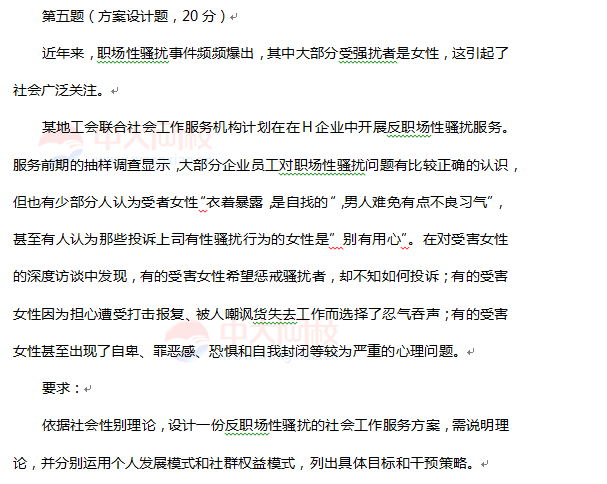 第五题（方案设计题，20 分）
近年来，职场性骚扰事件频频爆出，其中大部分受强扰者是女性，这引起了
社会广泛关注。
某地工会联合社会工作服务机构计划在在 H 企业中开展反职场性骚扰服务。
服务前期的抽样调查显示，大部分企业员工对职场性骚扰问题有比较正确的认识，
但也有少部分人认为受者女性“衣着暴露，是自找的“，男人难免有点不良习气”，
甚至有人认为那些投诉上司有性骚扰行为的女性是”别有用心”。在对受害女性
的深度访谈中发现，有的受害女性希望惩戒骚扰者，却不知如何投诉；有的受害
女性因为担心遭受打击报复、被人嘲讽货失去工作而选择了忍气吞声；有的受害
女性甚至出现了自卑、罪恶感、恐惧和自我封闭等较为严重的心理问题。
要求：
依据社会性别理论，设计一份反职场性骚扰的社会工作服务方案，需说明理
论，并分别运用个人发展模式和社群权益模式，列出具体目标和干预策略。